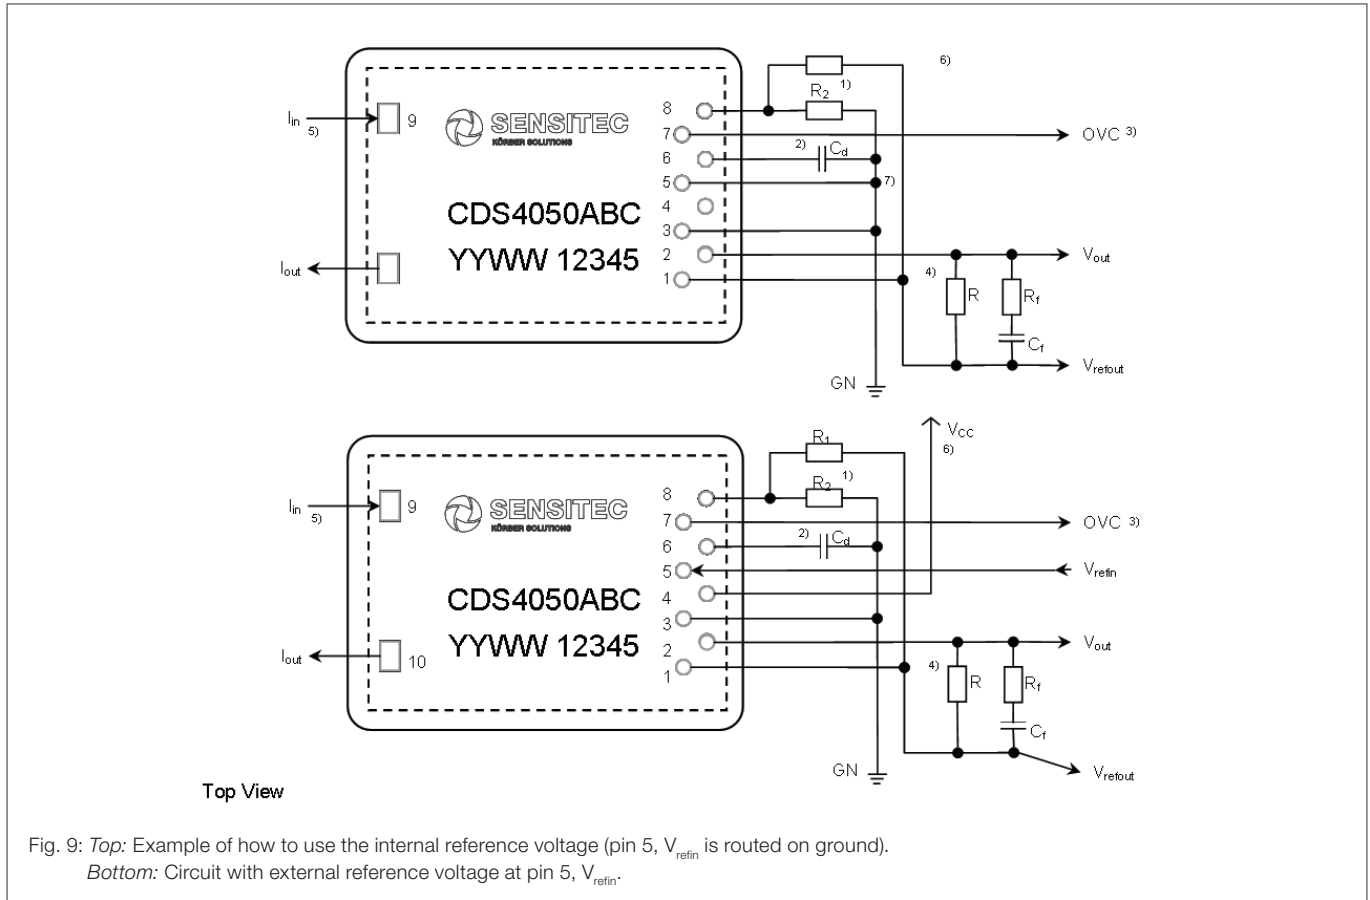 6)
1)
R2
8
Iin 5)
9
SENSITEC
KÖRBER SOLUTIONS
7
OVC 3)
2)
Cd
6
5
7)
CDS4050ABC
4
3
YYWW 12345
2
Vout
Iout
1
4)
R
Rf
Cf
Vrefout
GN
VCC
6)
R1
1)
R2
8
Iin 5)
9
SENSITEC
KÖRBER SOLUTIONS
7
OVC 3)
2)
Cd
6
5
Vrefin
CDS4050ABC
4
3
YYWW 12345
2
Vout
Iout
10
1
4)
R
Rf
Cf
GN
Vrefout
Top View
Fig. 9: Top: Example of how to use the internal reference voltage (pin 5, Vrefin is routed on ground).
Bottom: Circuit with external reference voltage at pin 5, Vrefin.